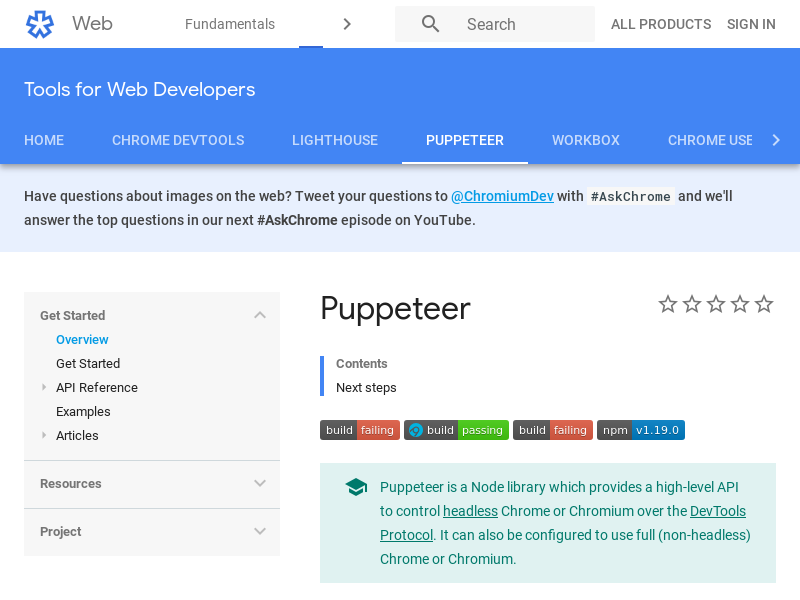 Web
Fundamentals
Search
ALL PRODUCTS
SIGN IN
Tools for Web Developers
HOME
CHROME DEVTOOLS
LIGHTHOUSE
PUPPETEER
WORKBOX
CHROME USE
Have questions about images on the web? Tweet your questions to @ChromiumDev with #AskChrome and we'll
answer the top questions in our next #AskChrome episode on YouTube.
Get Started
Overview
Get Started
API Reference
Examples
Articles
Resources
Project
Puppeteer
Contents
Next steps
build failing
build passing
build failing
npm v1.19.0
Puppeteer is a Node library which provides a high-level API
to control headless Chrome or Chromium over the DevTools
Protocol. It can also be configured to use full (non-headless)
Chrome or Chromium.